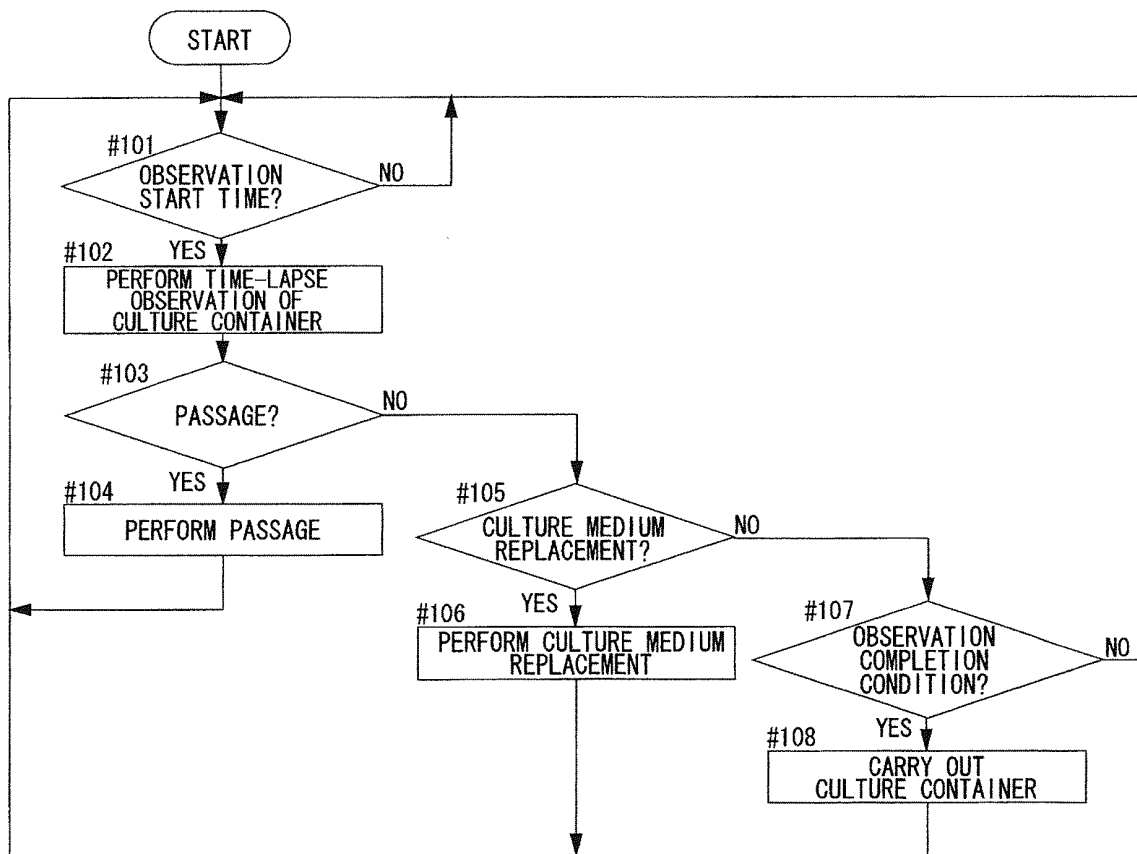 START
#101
OBSERVATION
START TIME?
NO
YES
#102
PERFORM TIME-LAPSE
OBSERVATION OF
CULTURE CONTAINER
#103
PASSAGE?
NO
YES
#104
PERFORM PASSAGE
#105
CULTURE MEDIUM
REPLACEMENT?
NO
YES
#106
PERFORM CULTURE MEDIUM
REPLACEMENT
#107
OBSERVATION
COMPLETION
CONDITION?
NO
YES
#108
CARRY OUT
CULTURE CONTAINER